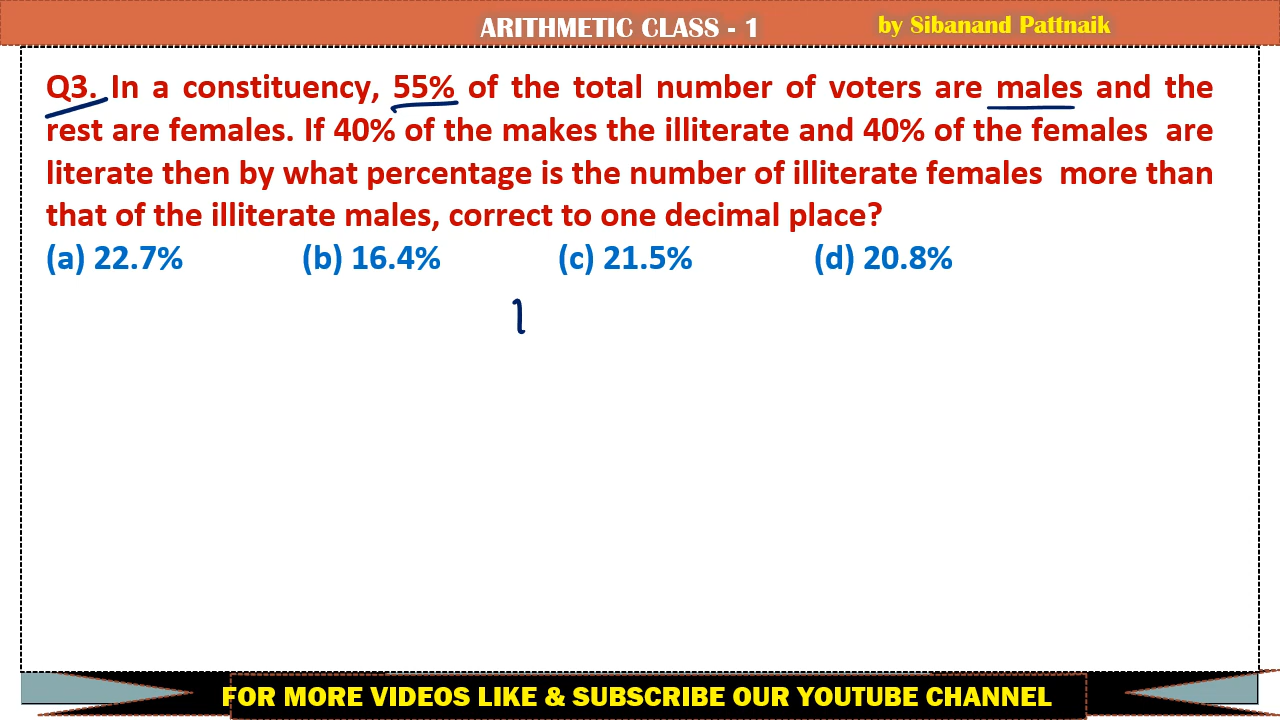 ARITHMETIC CLASS - 1
by Sibanand Pattnaik
Q3. In a constituency, 55% of the total number of voters are males and the
rest are females. If 40% of the makes the illiterate and 40% of the females are
literate then by what percentage is the number of illiterate females more than
that of the illiterate males, correct to one decimal place?
(a) 22.7% (b) 16.4% (c) 21.5% (d) 20.8%
1
FOR MORE VIDEOS LIKE & SUBSCRIBE OUR YOUTUBE CHANNEL